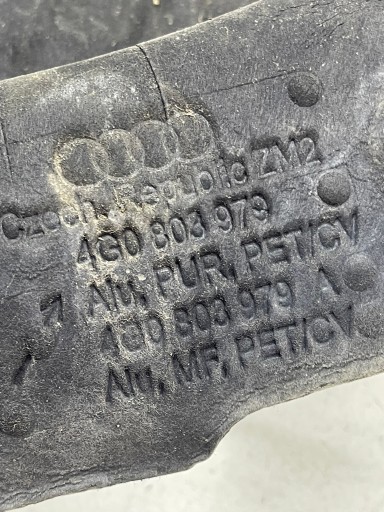 Czech Republic ZM2
4G0 803 979
Alu, PUR, PET/CV
4G0 803 979 A
Alu, MF, PET/CV